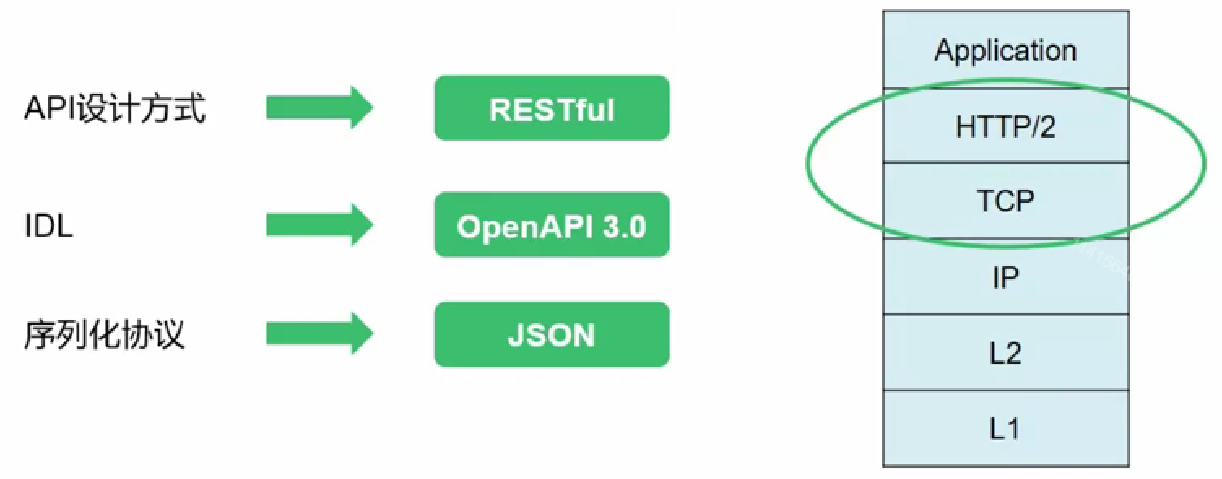 API设计方式
RESTful
IDL
OpenAPI 3.0
序列化协议
JSON
Application
HTTP/2
TCP
IP
L2
L1